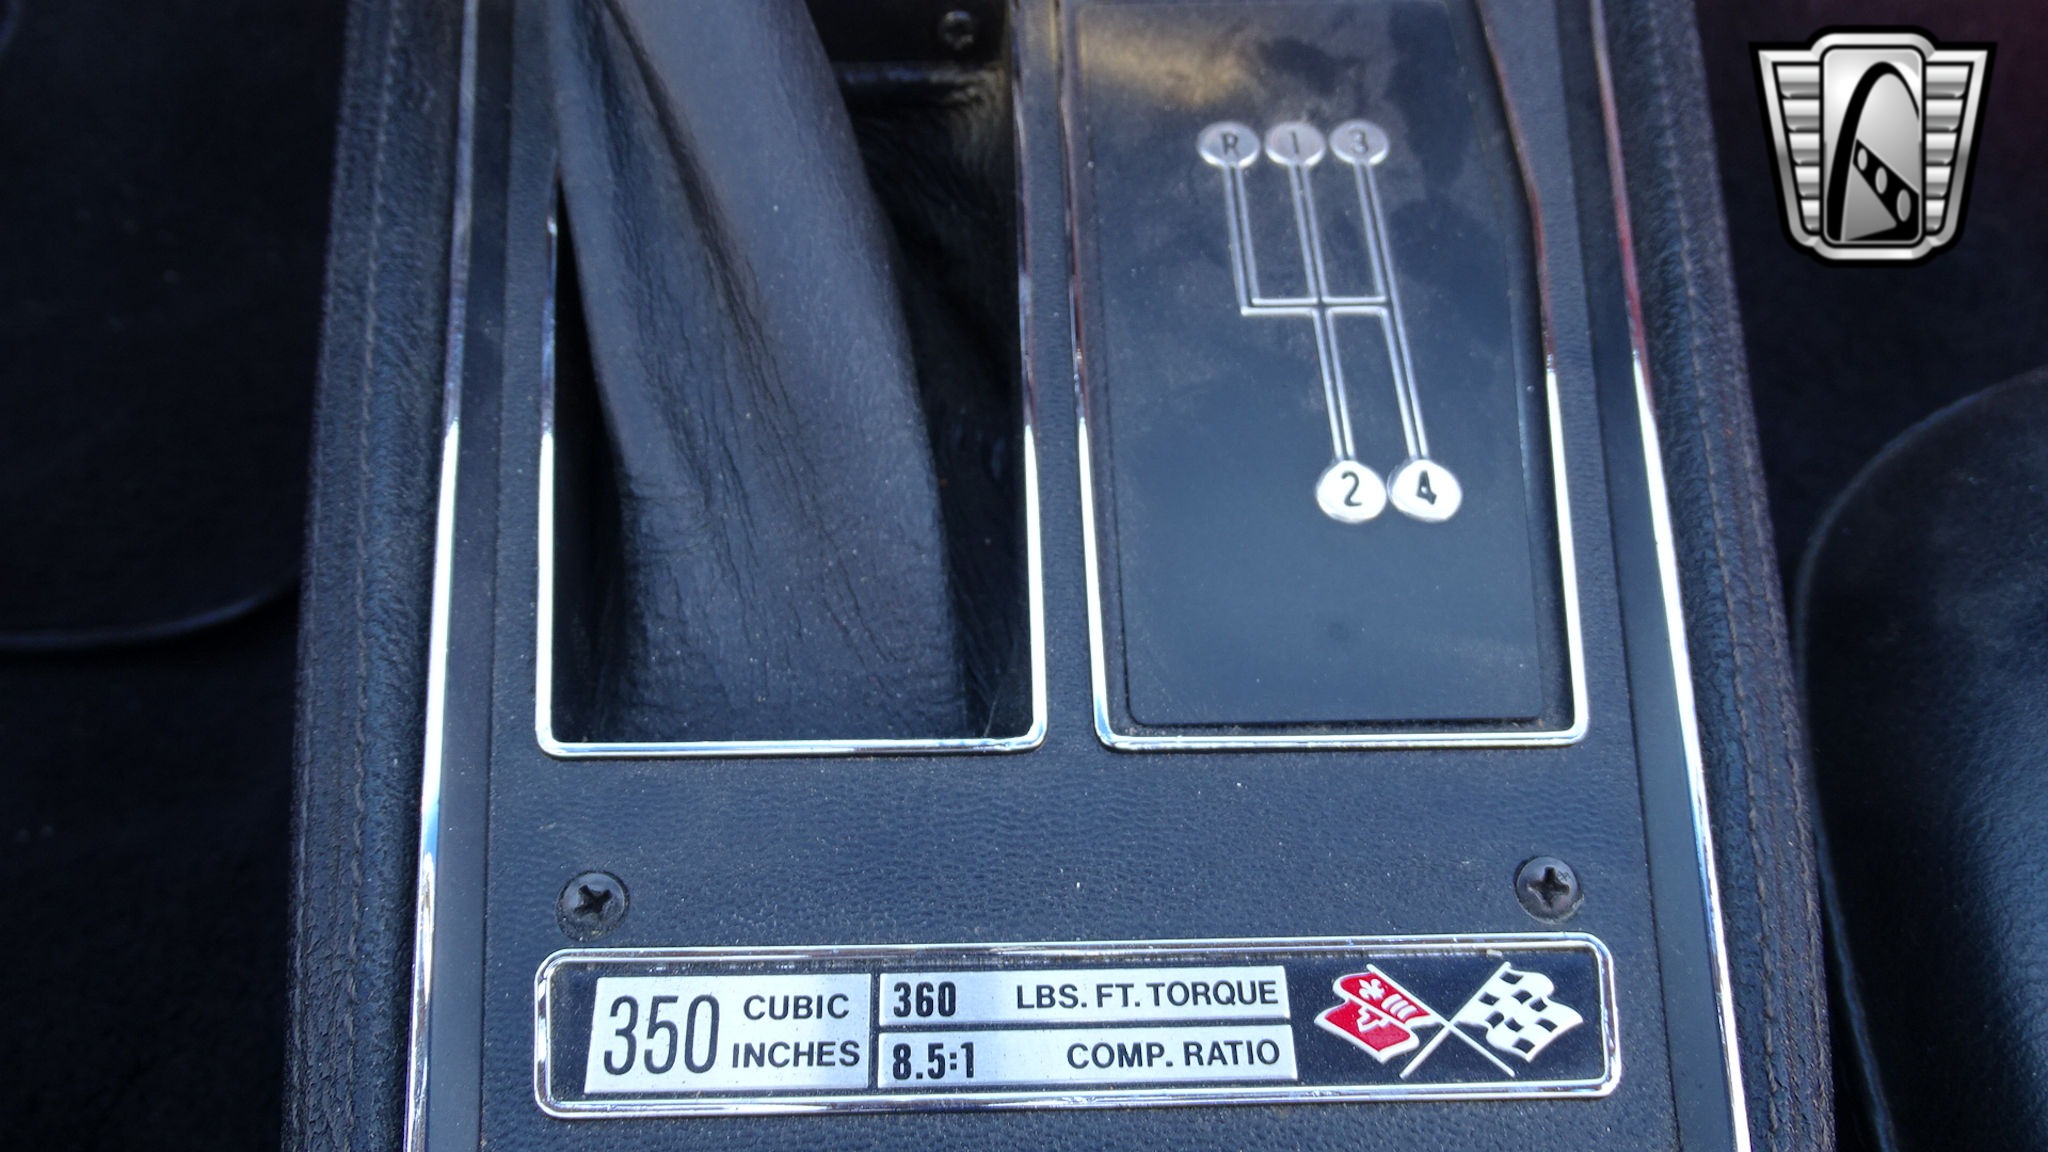 R 1 3
2 4
350 CUBIC INCHES
360 LBS. FT. TORQUE
8.5:1 COMP. RATIO